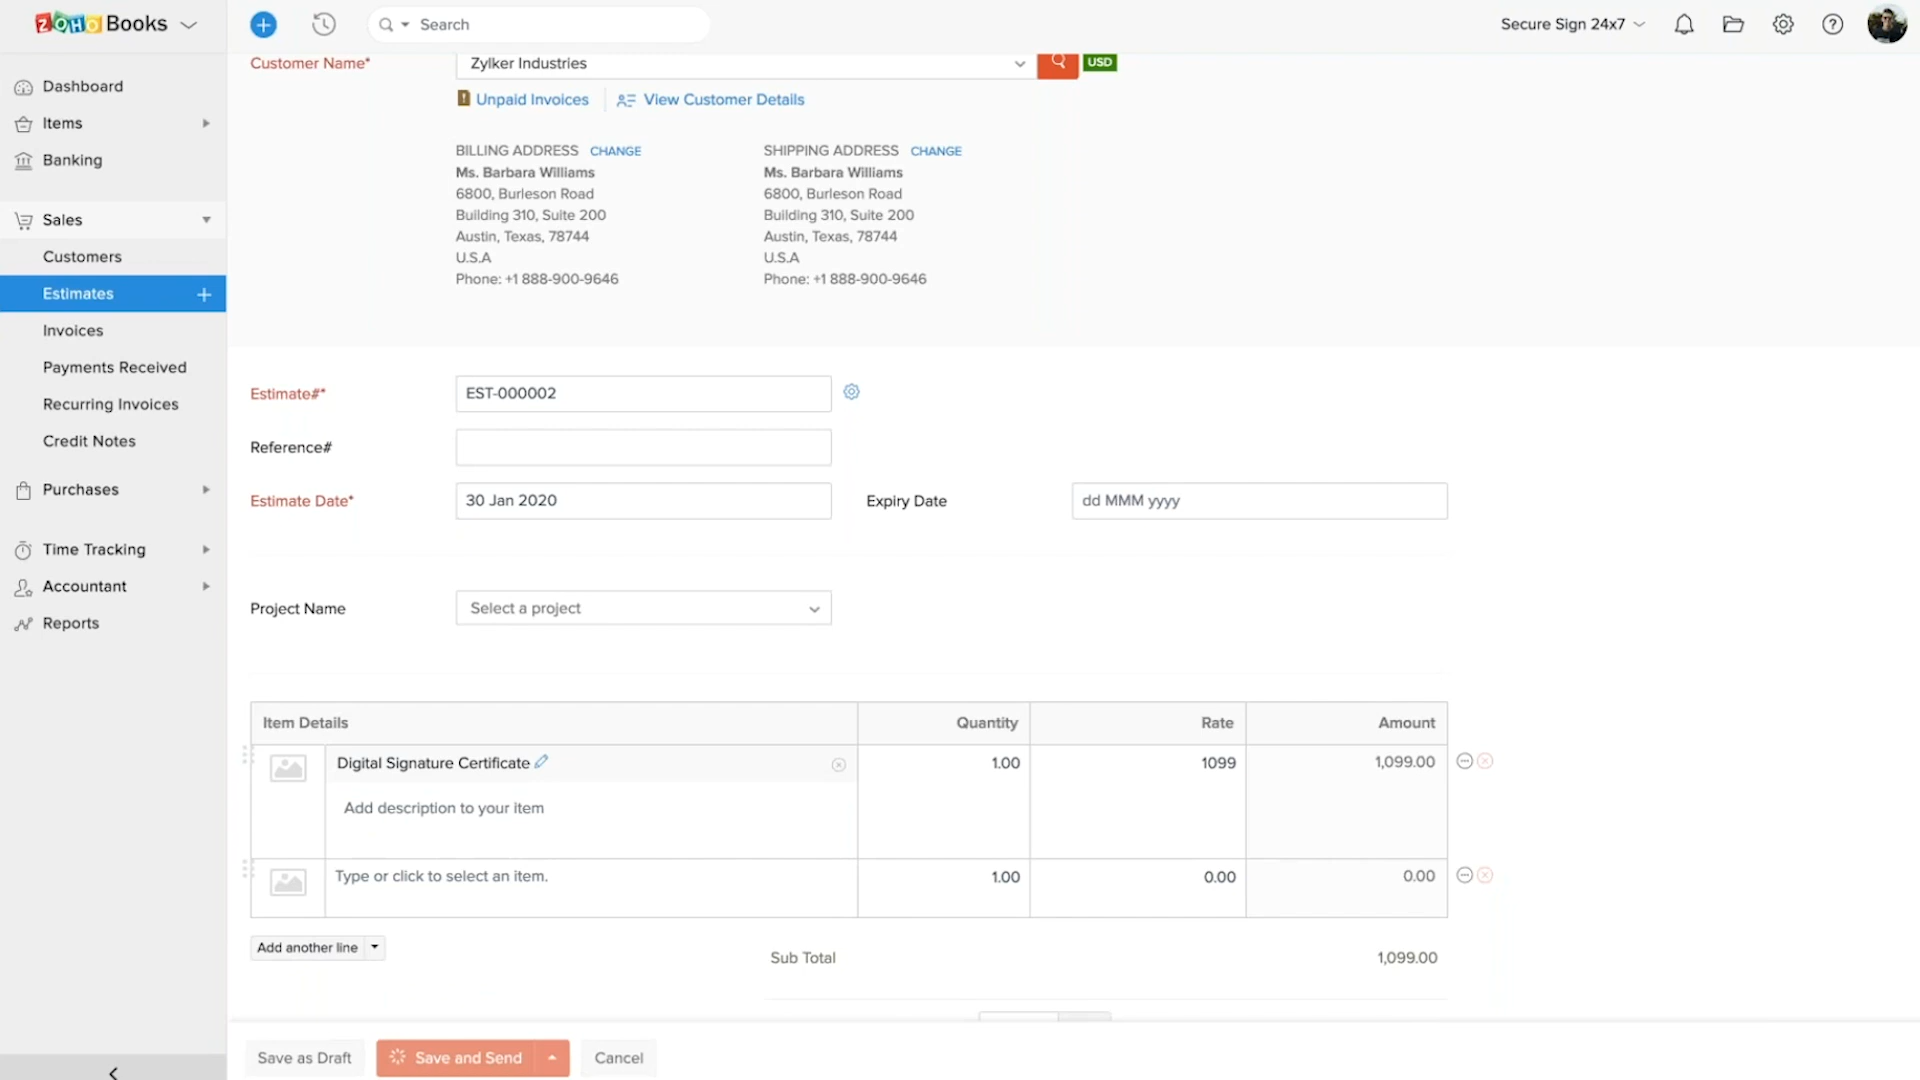 ZOHO Books
Search
Secure Sign 24x7
Dashboard
Items
Banking
Sales
Customers
Estimates
Invoices
Payments Received
Recurring Invoices
Credit Notes
Purchases
Time Tracking
Accountant
Reports
Customer Name*
Zylker Industries
USD
Unpaid Invoices
View Customer Details
BILLING ADDRESS CHANGE
Ms. Barbara Williams
6800, Burleson Road
Building 310, Suite 200
Austin, Texas, 78744
U.S.A
Phone: +1 888-900-9646
SHIPPING ADDRESS CHANGE
Ms. Barbara Williams
6800, Burleson Road
Building 310, Suite 200
Austin, Texas, 78744
U.S.A
Phone: +1 888-900-9646
Estimate#*
EST-000002
Reference#
Estimate Date*
30 Jan 2020
Expiry Date
dd MMM yyyy
Project Name
Select a project
Item Details Quantity Rate Amount
Digital Signature Certificate 1.00 1099 1,099.00
Add description to your item
Type or click to select an item. 1.00 0.00 0.00
Add another line
Sub Total 1,099.00
Save as Draft
Save and Send
Cancel